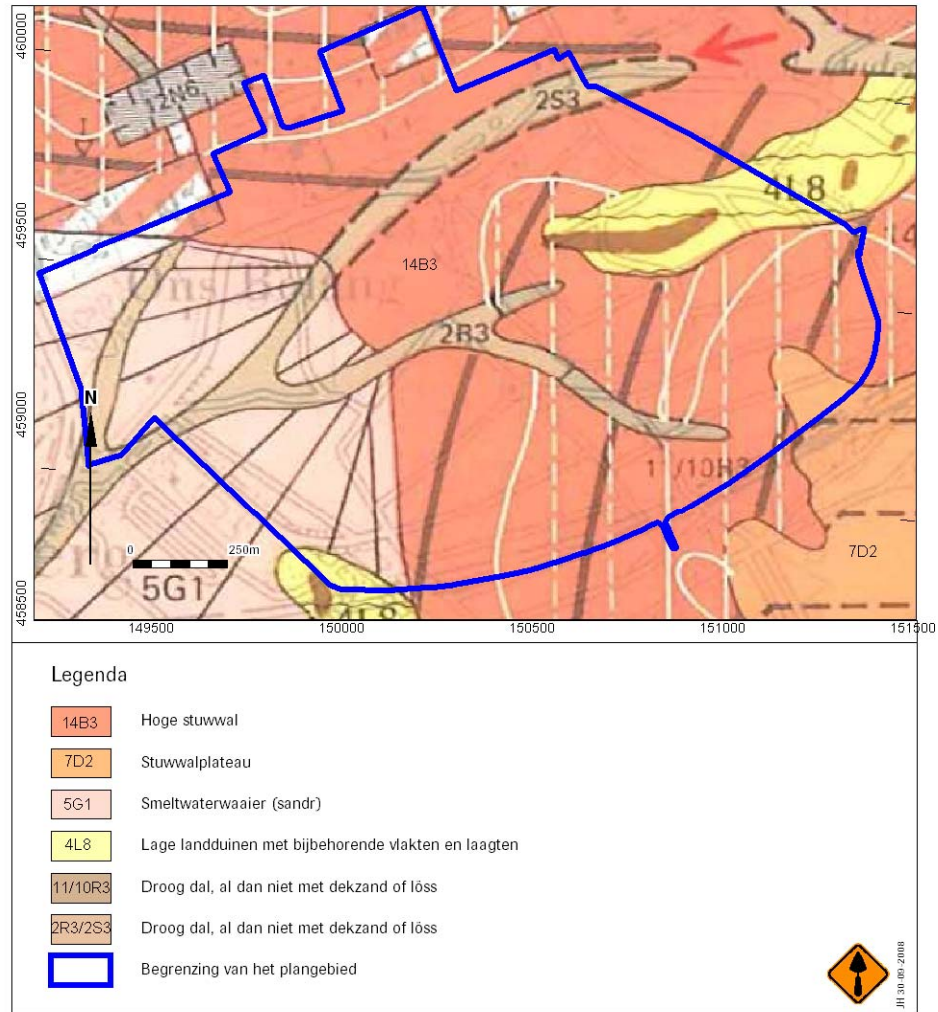 460000
459500
459000
458500
2N6
2S3
4L8
14B3
2R3
N
11/10R3
7D2
0 250m
5G1
4L8
149500 150000 150500 151000 151500
Legenda
14B3 Hoge stuwwal
7D2 Stuwwalplateau
5G1 Smeltwaterwaaier (sandr)
4L8 Lage landduinen met bijbehorende vlakten en laagten
11/10R3 Droog dal, al dan niet met dekzand of löss
2R3/2S3 Droog dal, al dan niet met dekzand of löss
Begrenzing van het plangebied
JH 30-09-2008